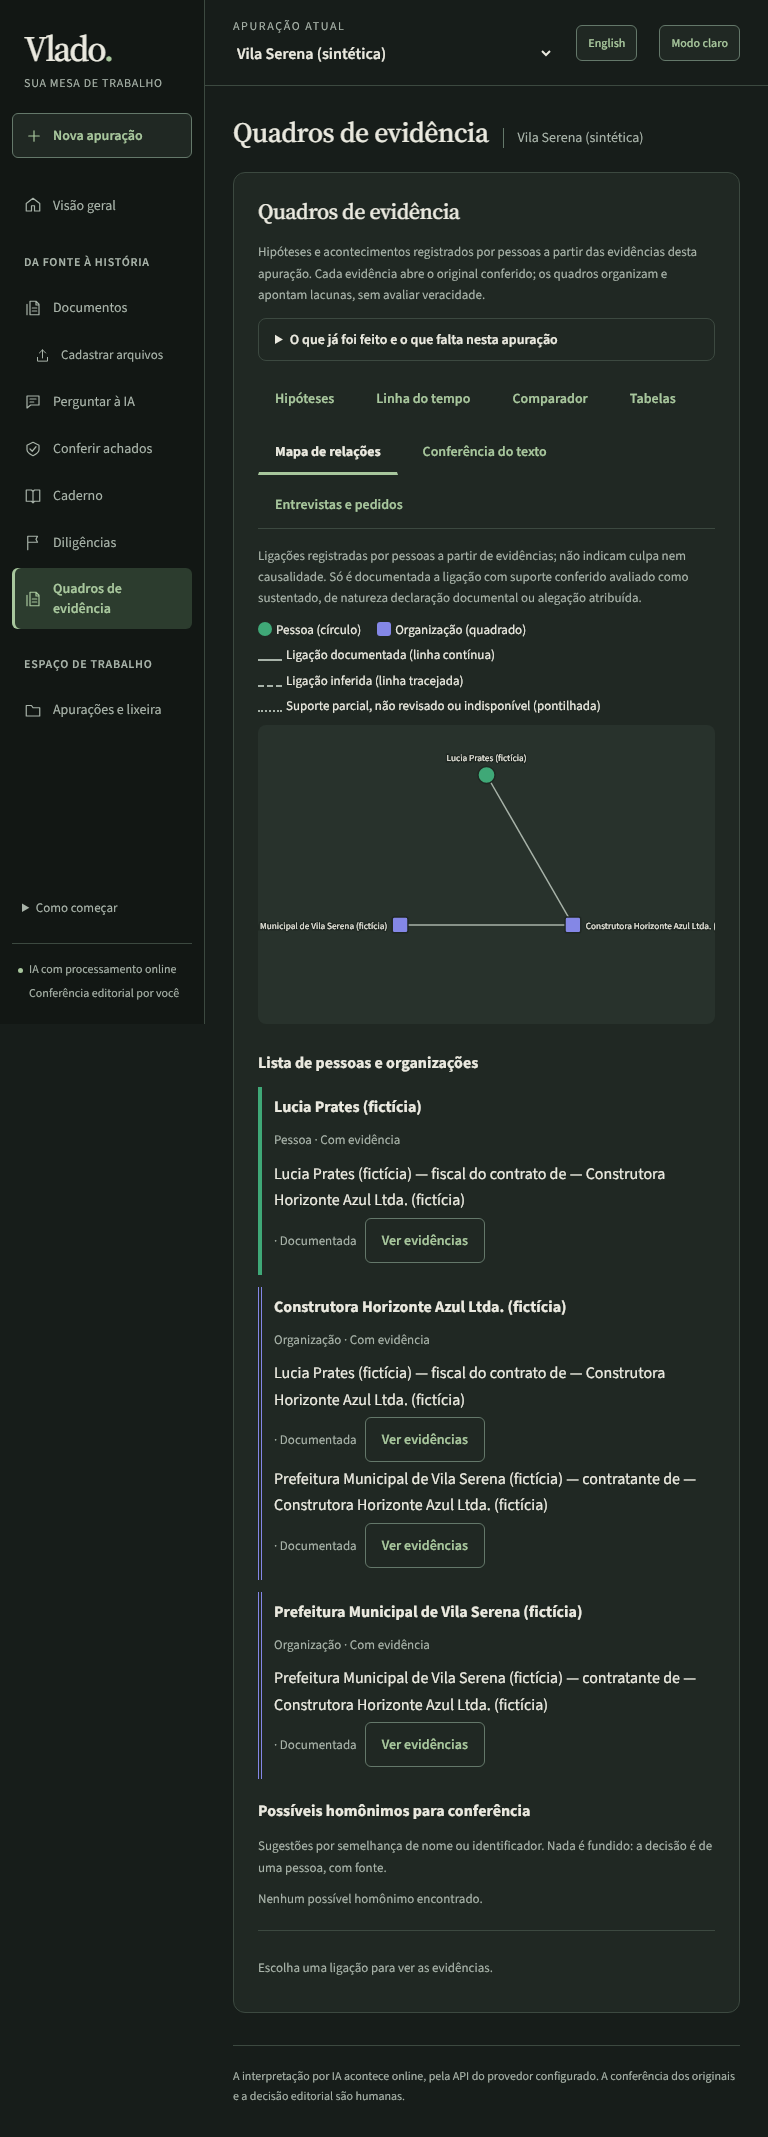 Vlado.
SUA MESA DE TRABALHO
Nova apuração
Visão geral
DA FONTE À HISTÓRIA
Documentos
Cadastrar arquivos
Perguntar à IA
Conferir achados
Caderno
Diligências
Quadros de
evidência
ESPAÇO DE TRABALHO
Apurações e lixeira
Como começar
IA com processamento online
Conferência editorial por você
APURAÇÃO ATUAL
Vila Serena (sintética)
English
Modo claro
Quadros de evidência
Vila Serena (sintética)
Quadros de evidência
Hipóteses e acontecimentos registrados por pessoas a partir das evidências desta
apuração. Cada evidência abre o original conferido; os quadros organizam e
apontam lacunas, sem avaliar veracidade.
O que já foi feito e o que falta nesta apuração
Hipóteses
Linha do tempo
Comparador
Tabelas
Mapa de relações
Conferência do texto
Entrevistas e pedidos
Ligações registradas por pessoas a partir de evidências; não indicam culpa nem
causalidade. Só é documentada a ligação com suporte conferido avaliado como
sustentado, de natureza declaração documental ou alegação atribuída.
Pessoa (círculo)
Organização (quadrado)
Ligação documentada (linha contínua)
Ligação inferida (linha tracejada)
Suporte parcial, não revisado ou indisponível (pontilhada)
Lucia Prates (fictícia)
Municipal de Vila Serena (fictícia)
Construtora Horizonte Azul Ltda. (
Lista de pessoas e organizações
Lucia Prates (fictícia)
Pessoa · Com evidência
Lucia Prates (fictícia) — fiscal do contrato de — Construtora
Horizonte Azul Ltda. (fictícia)
· Documentada
Ver evidências
Construtora Horizonte Azul Ltda. (fictícia)
Organização · Com evidência
Lucia Prates (fictícia) — fiscal do contrato de — Construtora
Horizonte Azul Ltda. (fictícia)
· Documentada
Ver evidências
Prefeitura Municipal de Vila Serena (fictícia) — contratante de —
Construtora Horizonte Azul Ltda. (fictícia)
· Documentada
Ver evidências
Prefeitura Municipal de Vila Serena (fictícia)
Organização · Com evidência
Prefeitura Municipal de Vila Serena (fictícia) — contratante de —
Construtora Horizonte Azul Ltda. (fictícia)
· Documentada
Ver evidências
Possíveis homônimos para conferência
Sugestões por semelhança de nome ou identificador. Nada é fundido: a decisão é de
uma pessoa, com fonte.
Nenhum possível homônimo encontrado.
Escolha uma ligação para ver as evidências.
A interpretação por IA acontece online, pela API do provedor configurado. A conferência dos originais
e a decisão editorial são humanas.